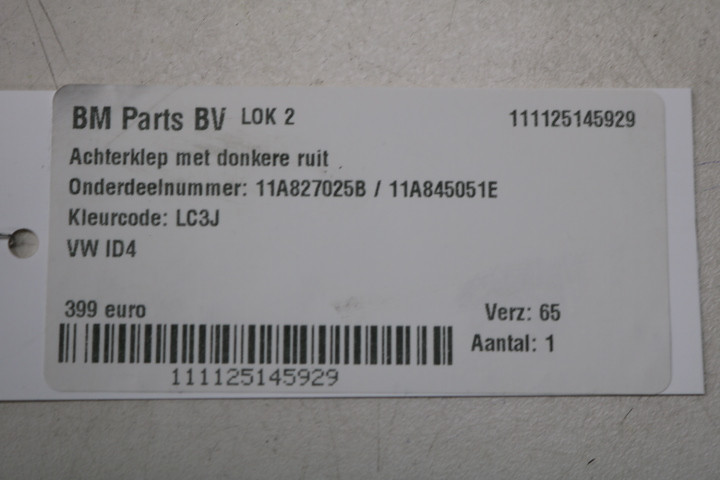 BM Parts BV LOK 2 111125145929
Achterklep met donkere ruit
Onderdeelnummer: 11A827025B / 11A845051E
Kleurcode: LC3J
VW ID4
399 euro Verz: 65
Aantal: 1
111125145929